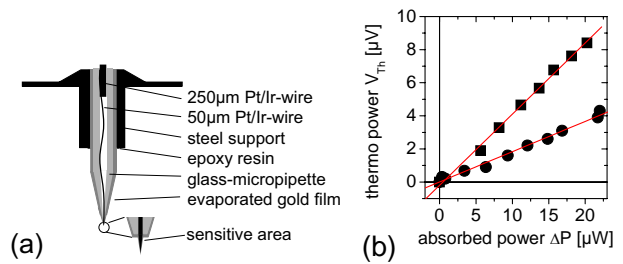 (a)
250µm Pt/Ir-wire
50µm Pt/Ir-wire
steel support
epoxy resin
glass-micropipette
evaporated gold film
sensitive area
(b)
thermo power V_Th [µV]
10
8
6
4
2
0
0 5 10 15 20
absorbed power ΔP [µW]